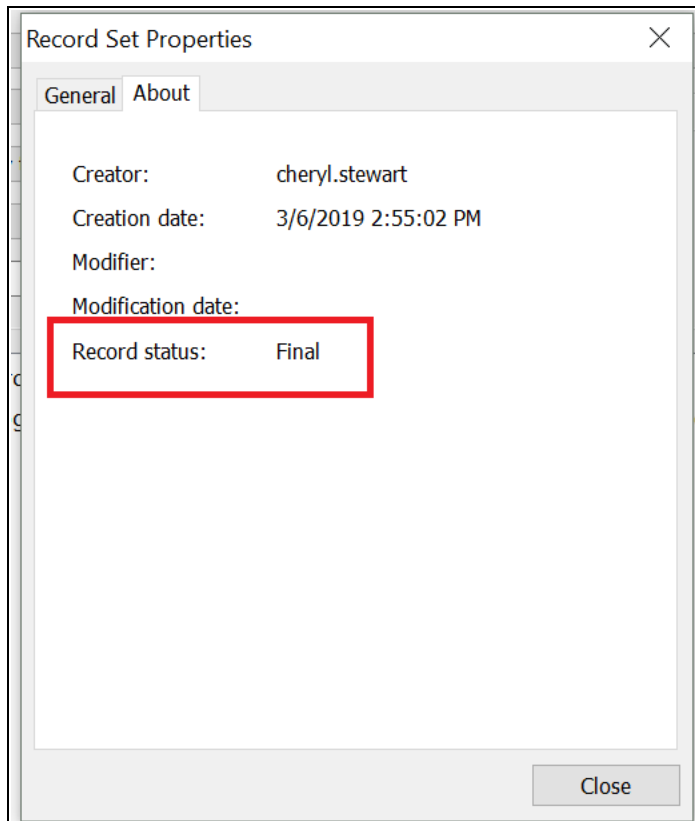 Record Set Properties
General About
Creator: cheryl.stewart
Creation date: 3/6/2019 2:55:02 PM
Modifier:
Modification date:
Record status: Final
Close